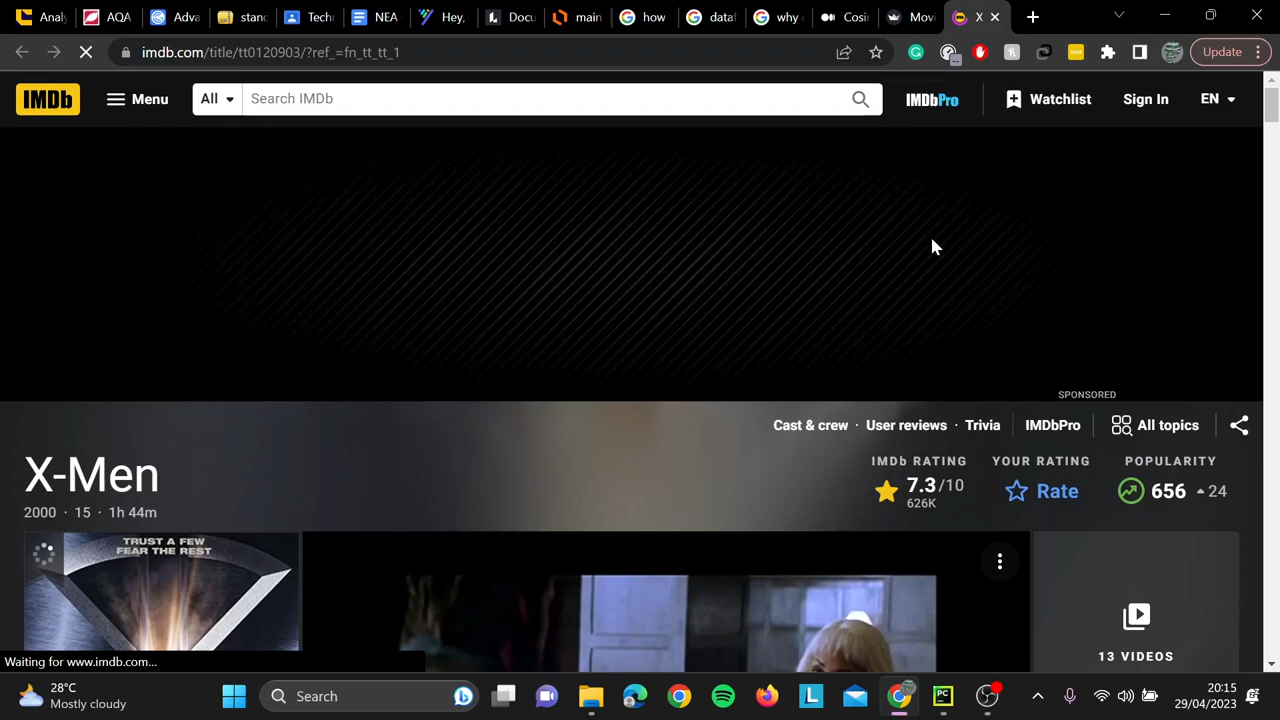 Analy
AQA
Adva
stand
Techn
NEA
Hey,
Docu
main
how
dataf
why
Cosi
Movi
X
imdb.com/title/tt0120903/?ref_=fn_tt_tt_1
Update
IMDb
Menu
All
Search IMDb
IMDbPro
Watchlist
Sign In
EN
SPONSORED
Cast & crew · User reviews · Trivia
IMDbPro
All topics
X-Men
2000 · 15 · 1h 44m
IMDb RATING
7.3/10
626K
YOUR RATING
Rate
POPULARITY
656
24
TRUST A FEW
FEAR THE REST
13 VIDEOS
Waiting for www.imdb.com...
28°C
Mostly cloudy
Search
20:15
29/04/2023